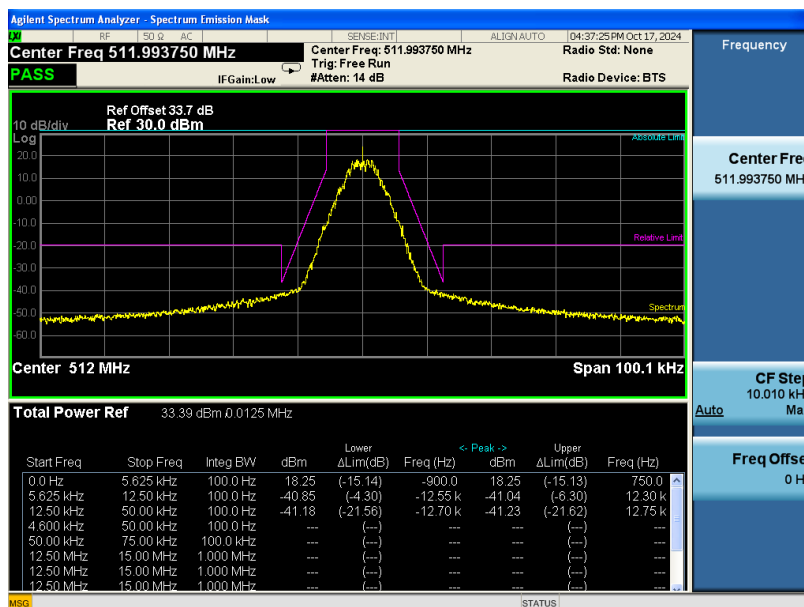 Agilent Spectrum Analyzer - Spectrum Emission Mask
RF 50 Ω AC SENSE:INT ALIGN AUTO 04:37:25 PM Oct 17, 2024
Center Freq 511.993750 MHz Center Freq: 511.993750 MHz Radio Std: None
Trig: Free Run
PASS IFGain:Low #Atten: 14 dB Radio Device: BTS
Ref Offset 33.7 dB
10 dB/div Ref 30.0 dBm
Log
Absolute Limit
20.0
10.0
0.00
-10.0
Relative Limit
-20.0
-30.0
-40.0
Spectrum
-50.0
-60.0
Center 512 MHz Span 100.1 kHz
Total Power Ref 33.39 dBm / 0.0125 MHz
Lower <- Peak -> Upper
Start Freq Stop Freq Integ BW dBm ΔLim(dB) Freq (Hz) dBm ΔLim(dB) Freq (Hz)
0.0 Hz 5.625 kHz 100.0 Hz 18.25 (-15.14) -900.0 18.25 (-15.13) 750.0
5.625 kHz 12.50 kHz 100.0 Hz -40.85 (-4.30) -12.55 k -41.04 (-6.30) 12.30 k
12.50 kHz 50.00 kHz 100.0 Hz -41.18 (-21.56) -12.70 k -41.23 (-21.62) 12.75 k
4.600 kHz 50.00 kHz 100.0 Hz --- (---) --- --- (---) ---
50.00 kHz 75.00 kHz 100.0 kHz --- (---) --- --- (---) ---
12.50 MHz 15.00 MHz 1.000 MHz --- (---) --- --- (---) ---
12.50 MHz 15.00 MHz 1.000 MHz --- (---) --- --- (---) ---
12.50 MHz 15.00 MHz 1.000 MHz --- (---) --- --- (---) ---
MSG STATUS
Frequency
Center Fre
511.993750 MH
CF Ste
10.010 kH
Auto Ma
Freq Offse
0 H